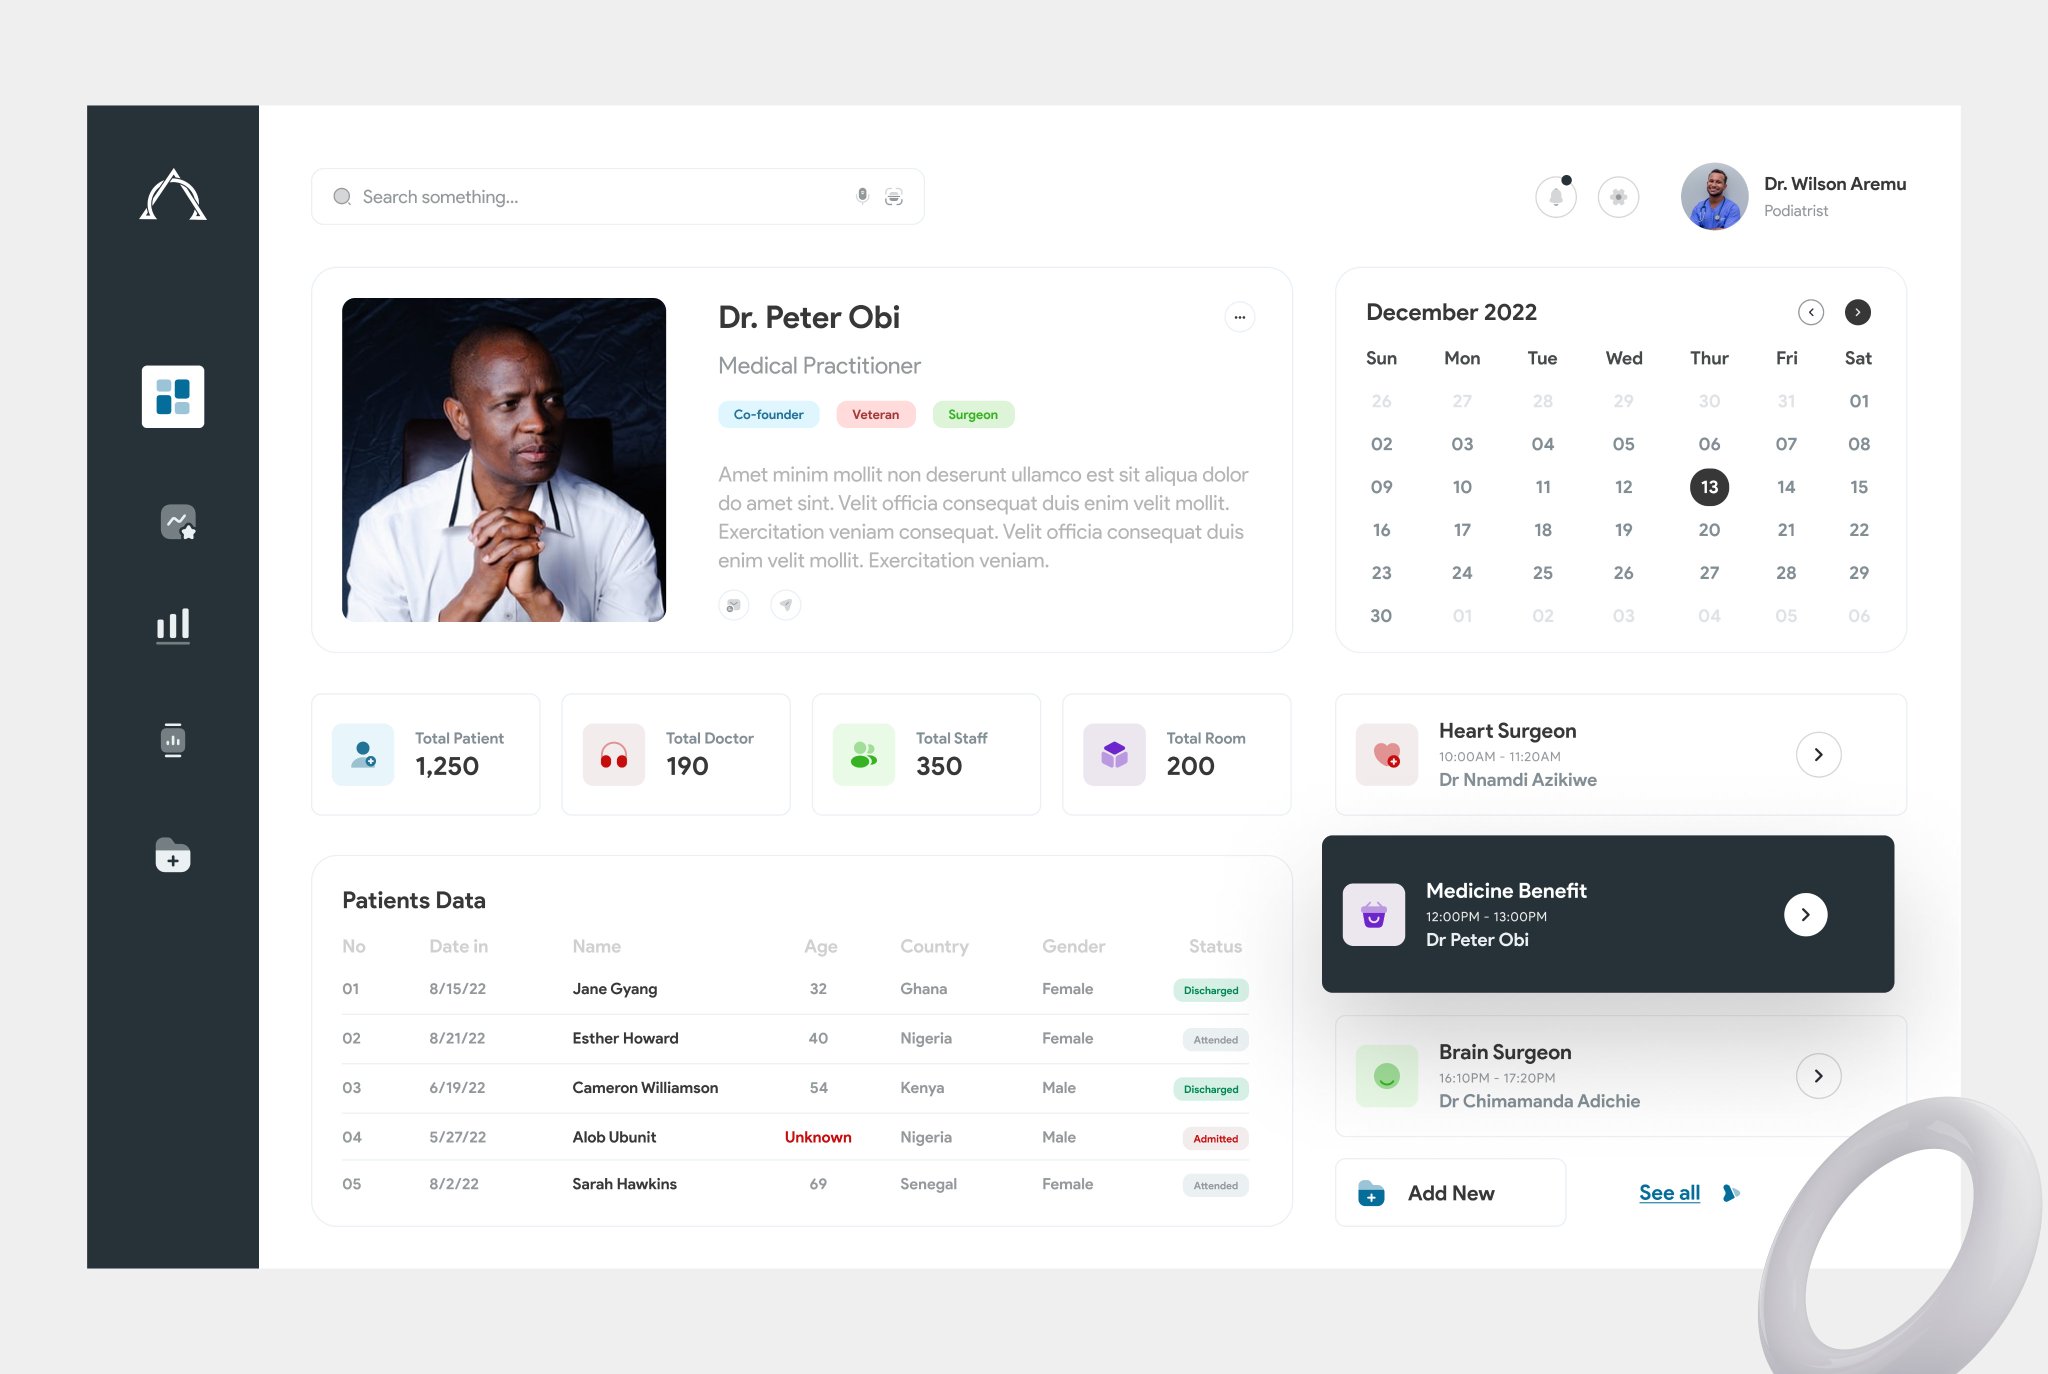 Search something...
Dr. Wilson Aremu
Podiatrist
Dr. Peter Obi
Medical Practitioner
Co-founder Veteran Surgeon
Amet minim mollit non deserunt ullamco est sit aliqua dolor
do amet sint. Velit officia consequat duis enim velit mollit.
Exercitation veniam consequat. Velit officia consequat duis
enim velit mollit. Exercitation veniam.
December 2022
Sun Mon Tue Wed Thur Fri Sat
26 27 28 29 30 31 01
02 03 04 05 06 07 08
09 10 11 12 13 14 15
16 17 18 19 20 21 22
23 24 25 26 27 28 29
30 01 02 03 04 05 06
Total Patient
1,250
Total Doctor
190
Total Staff
350
Total Room
200
Heart Surgeon
10:00AM - 11:20AM
Dr Nnamdi Azikiwe
Medicine Benefit
12:00PM - 13:00PM
Dr Peter Obi
Brain Surgeon
16:10PM - 17:20PM
Dr Chimamanda Adichie
Add New
See all
Patients Data
No Date in Name Age Country Gender Status
01 8/15/22 Jane Gyang 32 Ghana Female Discharged
02 8/21/22 Esther Howard 40 Nigeria Female Attended
03 6/19/22 Cameron Williamson 54 Kenya Male Discharged
04 5/27/22 Alob Ubunit Unknown Nigeria Male Admitted
05 8/2/22 Sarah Hawkins 69 Senegal Female Attended